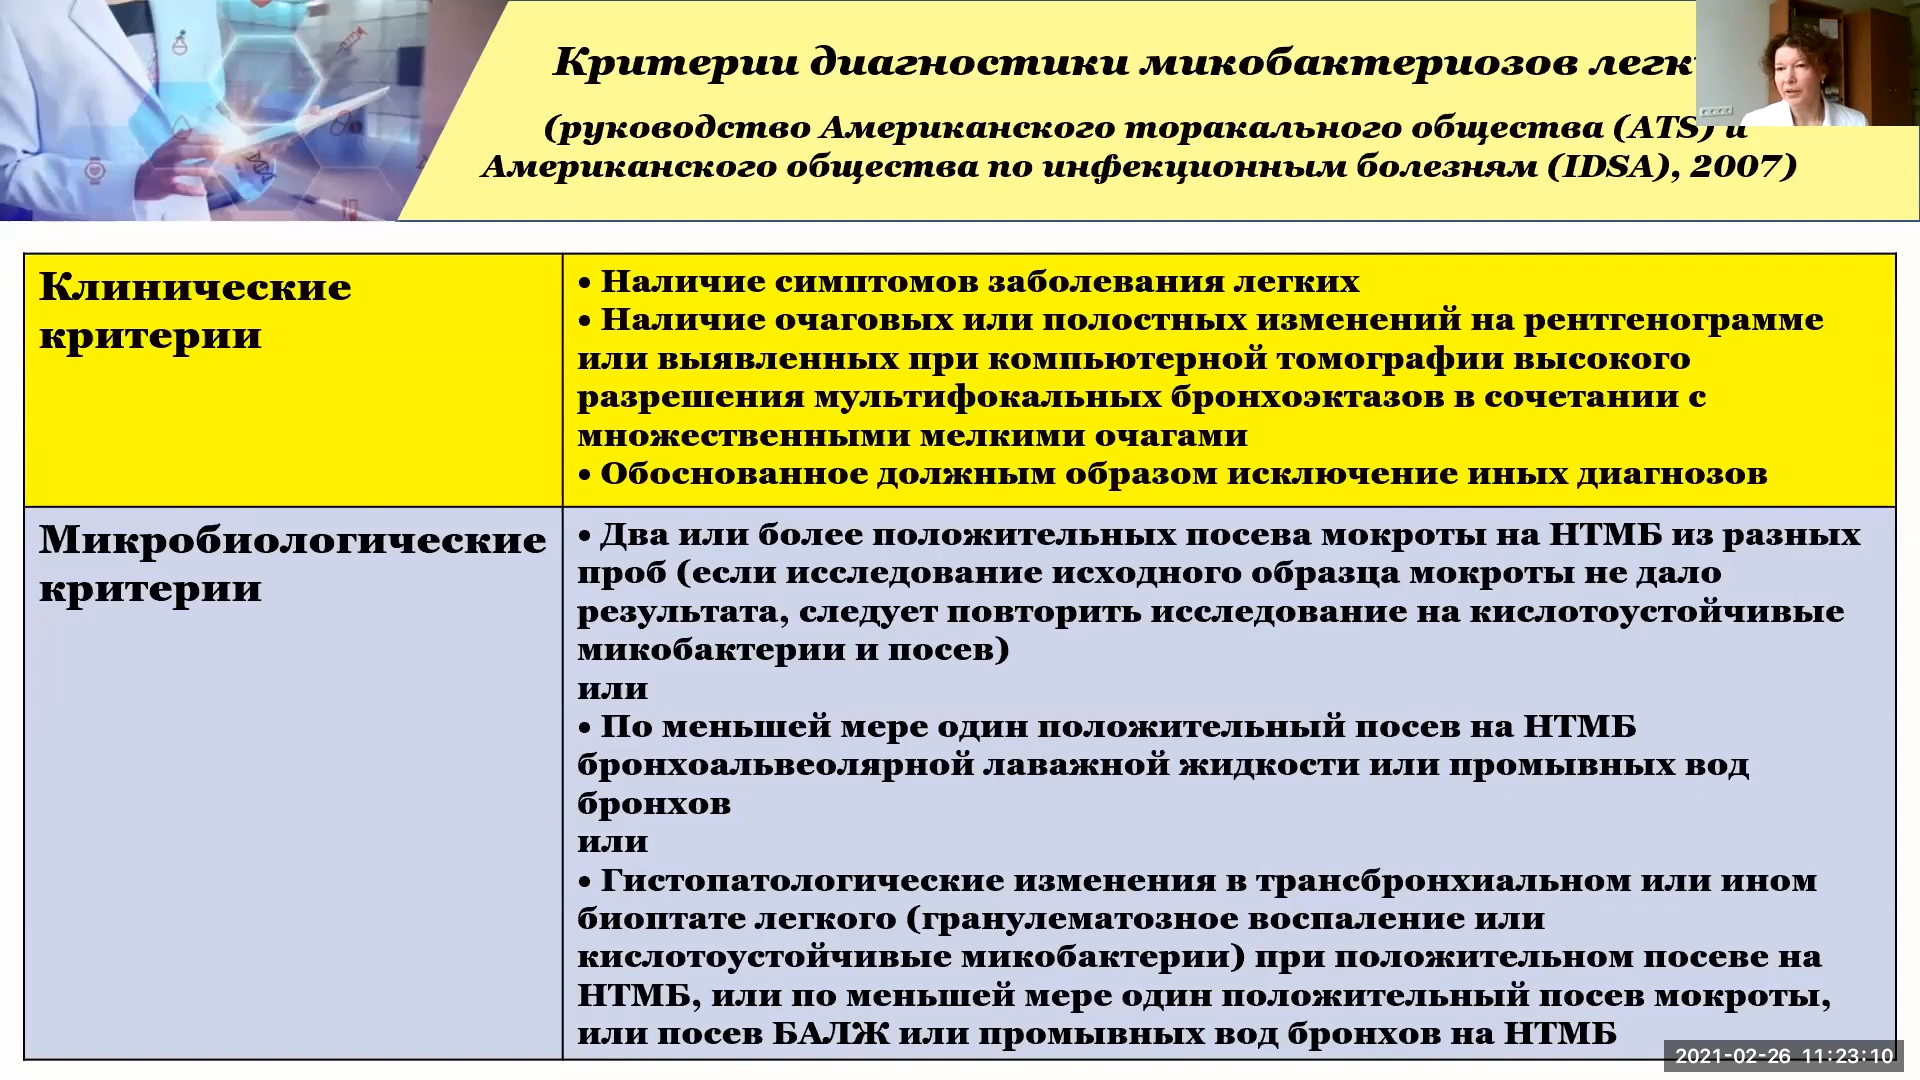 Критерии диагностики микобактериозов
(руководство Американского торакального общества (ATS) и
Американского общества по инфекционным болезням (IDSA), 2007)
Клинические
критерии
• Наличие симптомов заболевания легких
• Наличие очаговых или полостных изменений на рентгенограмме
или выявленных при компьютерной томографии высокого
разрешения мультифокальных бронхоэктазов в сочетании с
множественными мелкими очагами
• Обоснованное должным образом исключение иных диагнозов
Микробиологические
критерии
• Два или более положительных посева мокроты на НТМБ из разных
проб (если исследование исходного образца мокроты не дало
результата, следует повторить исследование на кислотоустойчивые
микобактерии и посев)
или
• По меньшей мере один положительный посев на НТМБ
бронхоальвеолярной лаважной жидкости или промывных вод
бронхов
или
• Гистопатологические изменения в трансбронхиальном или ином
биоптате легкого (гранулематозное воспаление или
кислотоустойчивые микобактерии) при положительном посеве на
НТМБ, или по меньшей мере один положительный посев мокроты,
или посев БАЛЖ или промывных вод бронхов на НТМБ
2021-02-26 11:23:10